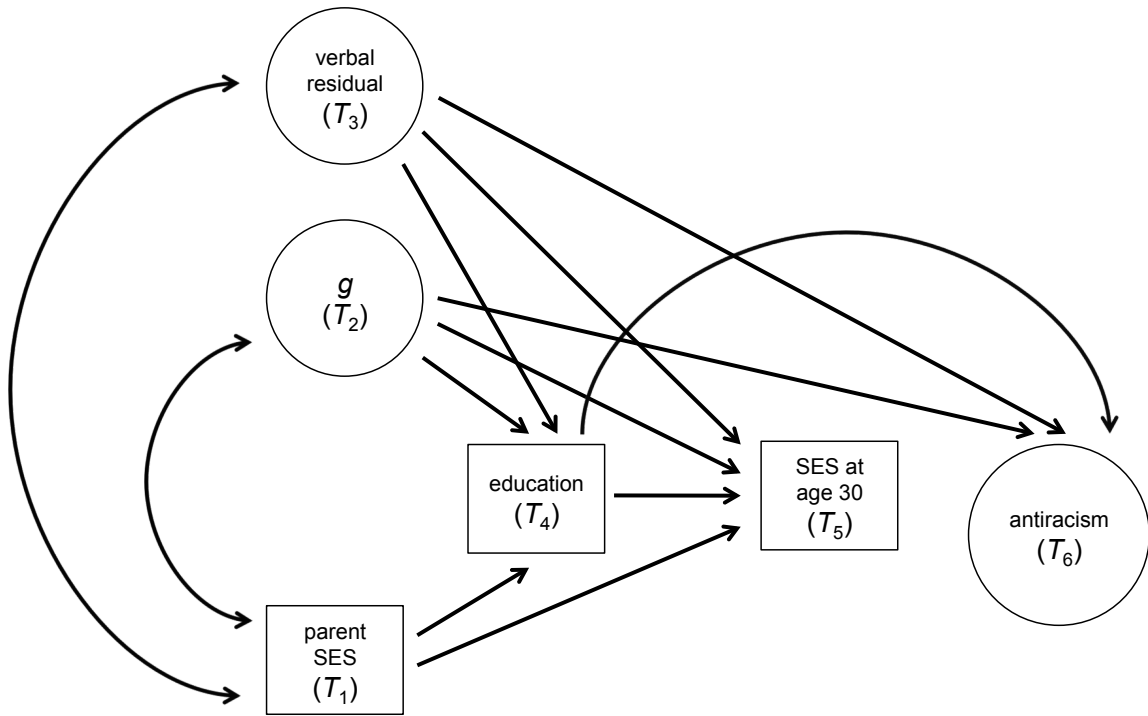 verbal
residual
(T₃)
g
(T₂)
education
(T₄)
SES at
age 30
(T₅)
antiracism
(T₆)
parent
SES
(T₁)